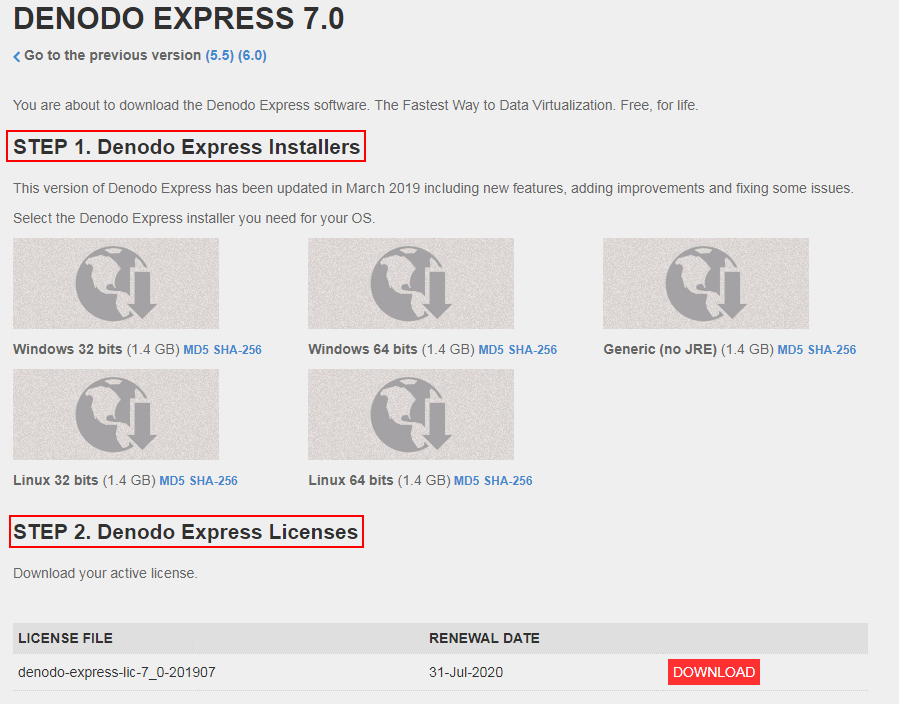 DENODO EXPRESS 7.0
Go to the previous version (5.5) (6.0)
You are about to download the Denodo Express software. The Fastest Way to Data Virtualization. Free, for life.
STEP 1. Denodo Express Installers
This version of Denodo Express has been updated in March 2019 including new features, adding improvements and fixing some issues.
Select the Denodo Express installer you need for your OS.
Windows 32 bits (1.4 GB) MD5 SHA-256
Windows 64 bits (1.4 GB) MD5 SHA-256
Generic (no JRE) (1.4 GB) MD5 SHA-256
Linux 32 bits (1.4 GB) MD5 SHA-256
Linux 64 bits (1.4 GB) MD5 SHA-256
STEP 2. Denodo Express Licenses
Download your active license.
LICENSE FILE RENEWAL DATE
denodo-express-lic-7_0-201907 31-Jul-2020 DOWNLOAD